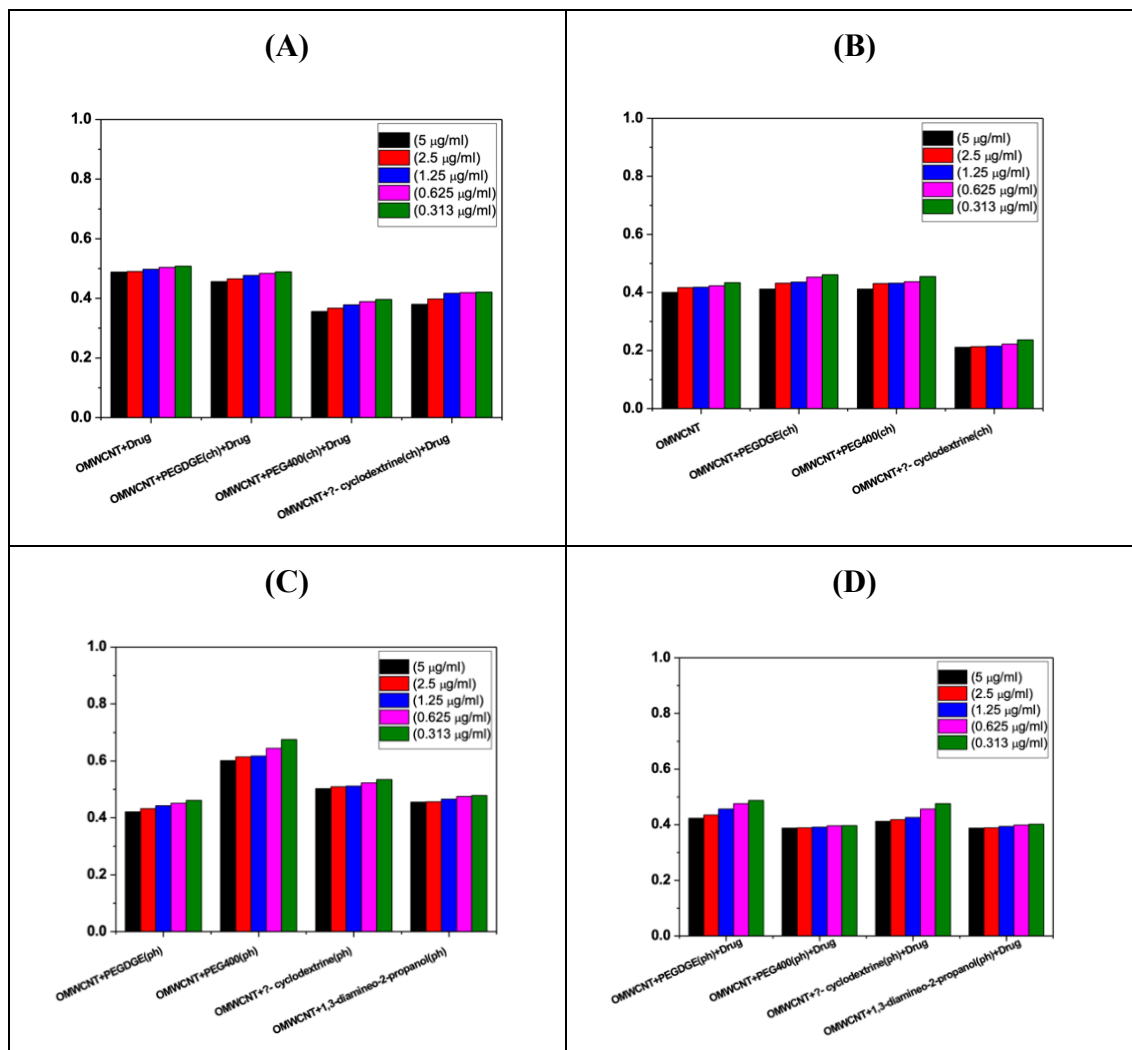 (A)
1.0
0.8
0.6
0.4
0.2
0.0
(5 μg/ml)
(2.5 μg/ml)
(1.25 μg/ml)
(0.625 μg/ml)
(0.313 μg/ml)
OMWCNT+Drug
OMWCNT+PEGDGE(ch)+Drug
OMWCNT+PEG400(ch)+Drug
OMWCNT+?- cyclodextrine(ch)+Drug
(B)
1.0
0.8
0.6
0.4
0.2
0.0
(5 μg/ml)
(2.5 μg/ml)
(1.25 μg/ml)
(0.625 μg/ml)
(0.313 μg/ml)
OMWCNT
OMWCNT+PEGDGE(ch)
OMWCNT+PEG400(ch)
OMWCNT+?- cyclodextrine(ch)
(C)
1.0
0.8
0.6
0.4
0.2
0.0
(5 μg/ml)
(2.5 μg/ml)
(1.25 μg/ml)
(0.625 μg/ml)
(0.313 μg/ml)
OMWCNT+PEGDGE(ph)
OMWCNT+PEG400(ph)
OMWCNT+?- cyclodextrine(ph)
OMWCNT+1,3-diamineo-2-propanol(ph)
(D)
1.0
0.8
0.6
0.4
0.2
0.0
(5 μg/ml)
(2.5 μg/ml)
(1.25 μg/ml)
(0.625 μg/ml)
(0.313 μg/ml)
OMWCNT+PEGDGE(ph)+Drug
OMWCNT+PEG400(ph)+Drug
OMWCNT+?- cyclodextrine(ph)+Drug
OMWCNT+1,3-diamineo-2-propanol(ph)+Drug